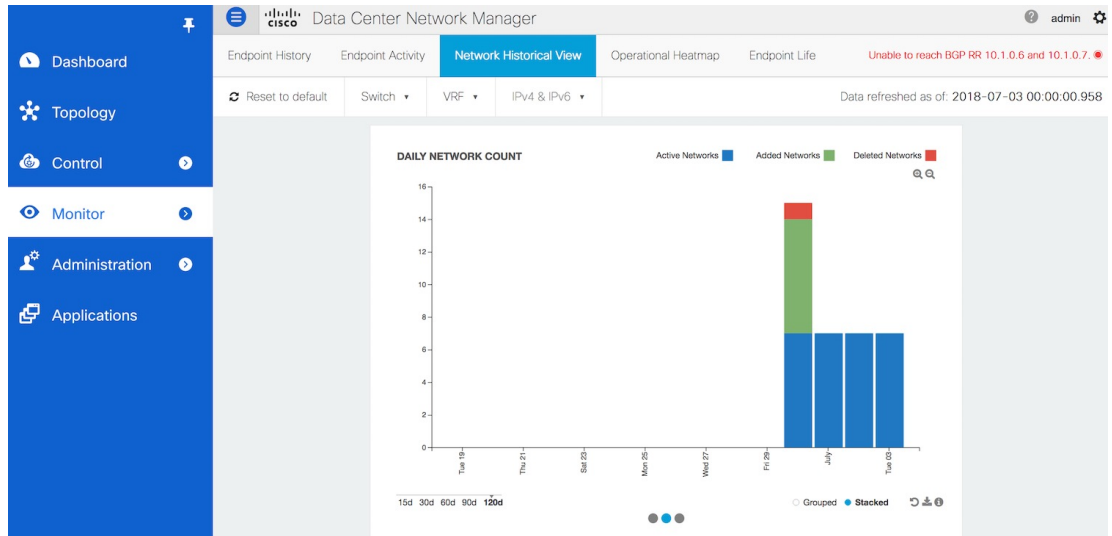 cisco Data Center Network Manager
admin
Dashboard
Topology
Control
Monitor
Administration
Applications
Endpoint History Endpoint Activity Network Historical View Operational Heatmap Endpoint Life Unable to reach BGP RR 10.1.0.6 and 10.1.0.7.
Reset to default Switch VRF IPv4 & IPv6 Data refreshed as of: 2018-07-03 00:00:00.958
DAILY NETWORK COUNT Active Networks Added Networks Deleted Networks
16
14
12
10
8
6
4
2
0
Tue 19 Thu 21 Sat 23 Mon 25 Wed 27 Fri 29 July Tue 03
15d 30d 60d 90d 120d Grouped Stacked